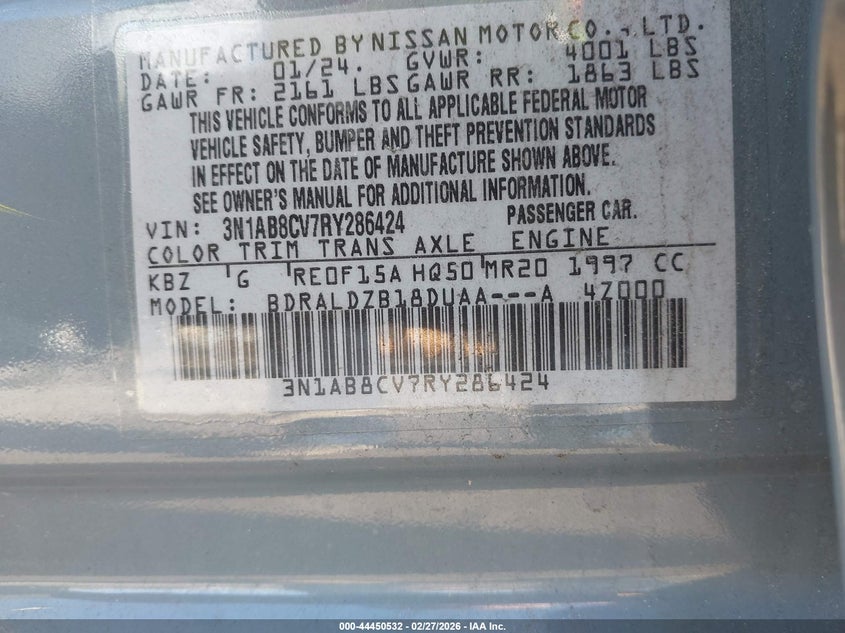 MANUFACTURED BY NISSAN MOTOR CO., LTD.
DATE: 01/24. GVWR: 4001 LBS
GAWR FR: 2161 LBS GAWR RR: 1863 LBS
THIS VEHICLE CONFORMS TO ALL APPLICABLE FEDERAL MOTOR
VEHICLE SAFETY, BUMPER AND THEFT PREVENTION STANDARDS
IN EFFECT ON THE DATE OF MANUFACTURE SHOWN ABOVE.
SEE OWNER'S MANUAL FOR ADDITIONAL INFORMATION.
VIN: 3N1AB8CV7RY286424 PASSENGER CAR.
COLOR TRIM TRANS AXLE ENGINE
KBZ G RE0F15A HQ50 MR20 1997 CC
MODEL: BDRALDZB18DUAA---A 4Z000
3N1AB8CV7RY286424
000-44450532 - 02/27/2026 - IAA Inc.